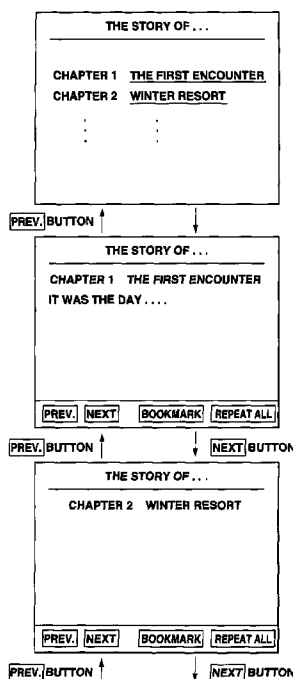 THE STORY OF . . .
CHAPTER 1 THE FIRST ENCOUNTER
CHAPTER 2 WINTER RESORT
PREV. BUTTON
THE STORY OF . . .
CHAPTER 1 THE FIRST ENCOUNTER
IT WAS THE DAY . . . .
PREV. NEXT BOOKMARK REPEAT ALL
PREV. BUTTON NEXT BUTTON
THE STORY OF . . .
CHAPTER 2 WINTER RESORT
PREV. NEXT BOOKMARK REPEAT ALL
PREV. BUTTON NEXT BUTTON